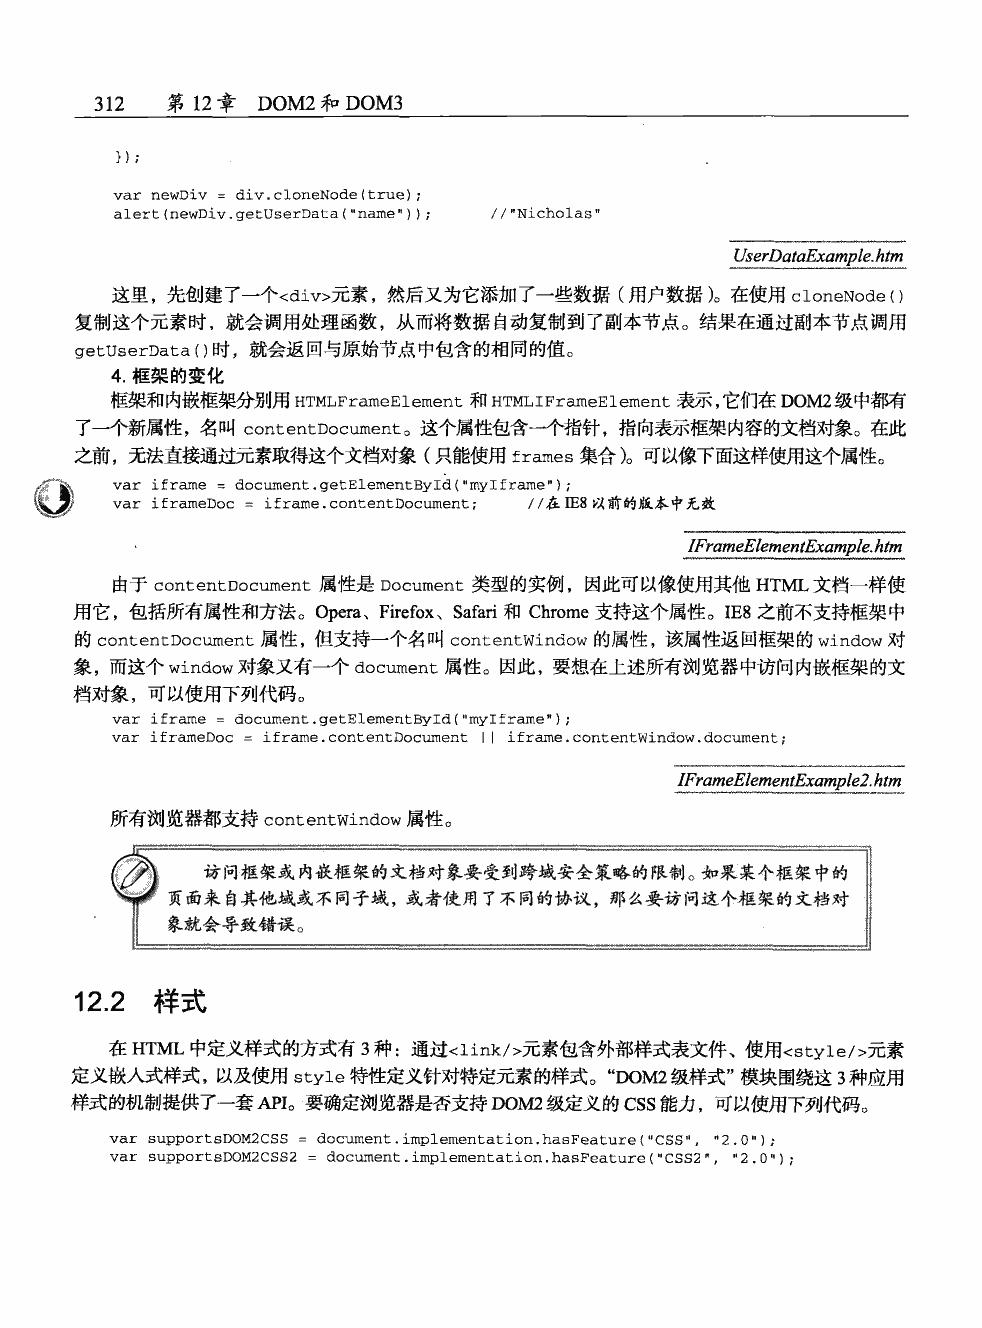 312 第 12 章 DOM2 和 DOM3
});
var newDiv = div.cloneNode(true);
alert(newDiv.getUserData("name")); //"Nicholas"
UserDataExample.htm
这里，先创建了一个<div>元素，然后又为它添加了一些数据（用户数据）。在使用 cloneNode()
复制这个元素时，就会调用处理函数，从而将数据自动复制到了副本节点。结果在通过副本节点调用
getUserData()时，就会返回与原始节点中包含的相同的值。
4. 框架的变化
框架和内嵌框架分别用 HTMLFrameElement 和 HTMLIFrameElement 表示，它们在 DOM2 级中都有
了一个新属性，名叫 contentDocument。这个属性包含一个指针，指向表示框架内容的文档对象。在此
之前，无法直接通过元素取得这个文档对象（只能使用 frames 集合）。可以像下面这样使用这个属性。
var iframe = document.getElementById("myIframe");
var iframeDoc = iframe.contentDocument; //在 IE8 以前的版本中无效
IFrameElementExample.htm
由于 contentDocument 属性是 Document 类型的实例，因此可以像使用其他 HTML 文档一样使
用它，包括所有属性和方法。Opera、Firefox、Safari 和 Chrome 支持这个属性。IE8 之前不支持框架中
的 contentDocument 属性，但支持一个名叫 contentWindow 的属性，该属性返回框架的 window 对
象，而这个 window 对象又有一个 document 属性。因此，要想在上述所有浏览器中访问内嵌框架的文
档对象，可以使用下列代码。
var iframe = document.getElementById("myIframe");
var iframeDoc = iframe.contentDocument || iframe.contentWindow.document;
IFrameElementExample2.htm
所有浏览器都支持 contentWindow 属性。
访问框架或内嵌框架的文档对象要受到跨域安全策略的限制。如果某个框架中的
页面来自其他域或不同子域，或者使用了不同的协议，那么要访问这个框架的文档对
象就会导致错误。
12.2 样式
在 HTML 中定义样式的方式有 3 种：通过<link/>元素包含外部样式表文件、使用<style/>元素
定义嵌入式样式，以及使用 style 特性定义针对特定元素的样式。“DOM2 级样式”模块围绕这 3 种应用
样式的机制提供了一套 API。要确定浏览器是否支持 DOM2 级定义的 CSS 能力，可以使用下列代码。
var supportsDOM2CSS = document.implementation.hasFeature("CSS", "2.0");
var supportsDOM2CSS2 = document.implementation.hasFeature("CSS2", "2.0");